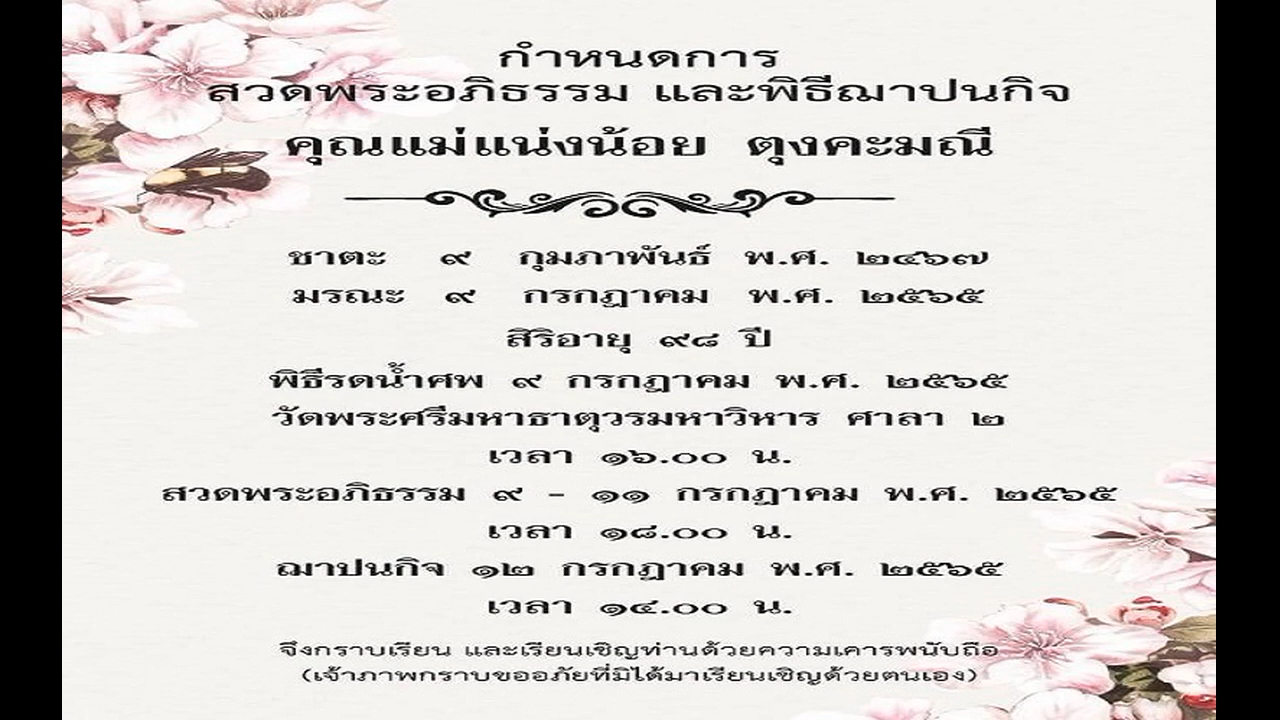 กำหนดการ
สวดพระอภิธรรม และพิธีฌาปนกิจ
คุณแม่แน่งน้อย ตุงคะมณี
ชาตะ ๙ กุมภาพันธ์ พ.ศ. ๒๔๖๗
มรณะ ๙ กรกฎาคม พ.ศ. ๒๕๖๕
สิริอายุ ๙๘ ปี
พิธีรดน้ำศพ ๙ กรกฎาคม พ.ศ. ๒๕๖๕
วัดพระศรีมหาธาตุวรมหาวิหาร ศาลา ๒
เวลา ๑๖.๐๐ น.
สวดพระอภิธรรม ๙ - ๑๑ กรกฎาคม พ.ศ. ๒๕๖๕
เวลา ๑๘.๐๐ น.
ฌาปนกิจ ๑๒ กรกฎาคม พ.ศ. ๒๕๖๕
เวลา ๑๔.๐๐ น.
จึงกราบเรียน และเรียนเชิญท่านด้วยความเคารพนับถือ
(เจ้าภาพกราบขออภัยที่มิได้มาเรียนเชิญด้วยตนเอง)